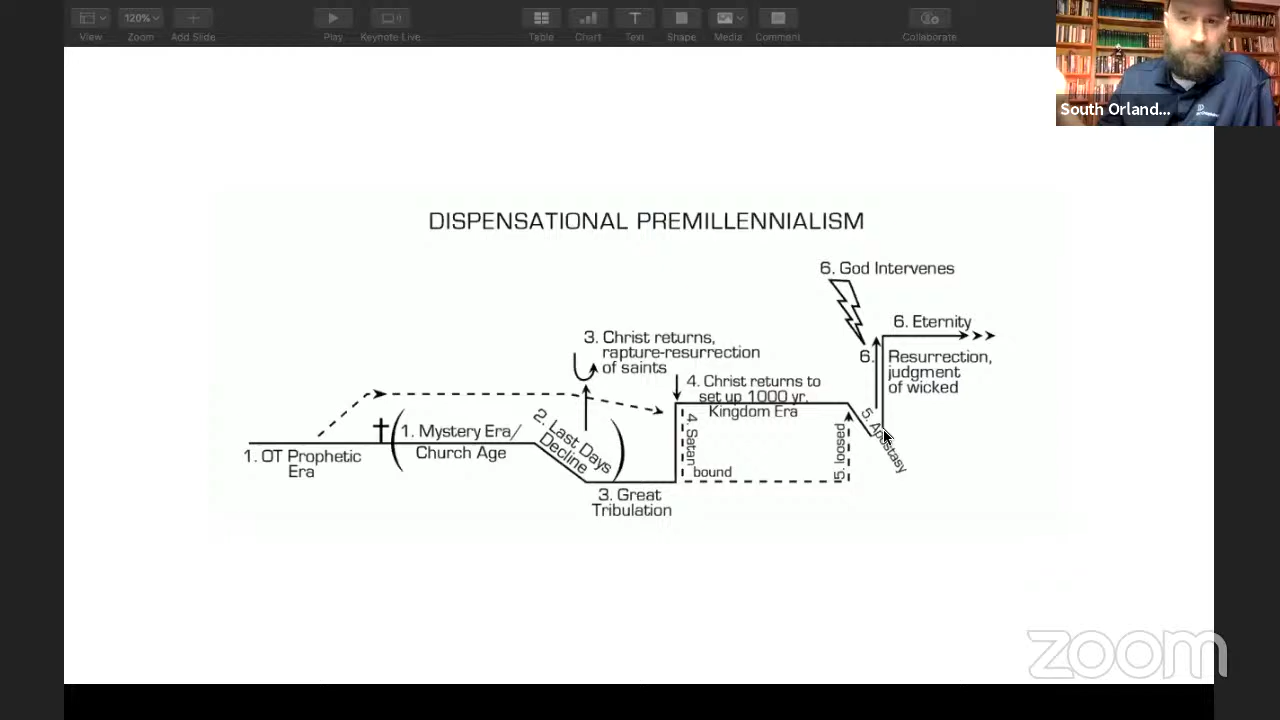 120%
View
Zoom
Add Slide
Play
Keynote Live
Table
Chart
Text
Shape
Media
Comment
Collaborate
South Orland...
DISPENSATIONAL PREMILLENNIALISM
6. God Intervenes
6. Eternity
3. Christ returns,
rapture-resurrection
of saints
6.
Resurrection,
judgment
of wicked
4. Christ returns to
set up 1000 yr.
Kingdom Era
1. Mystery Era/
Church Age
2. Last Days
Decline
1. OT Prophetic
Era
4. Satan
bound
5. loosed
5. Apostasy
3. Great
Tribulation
zoom